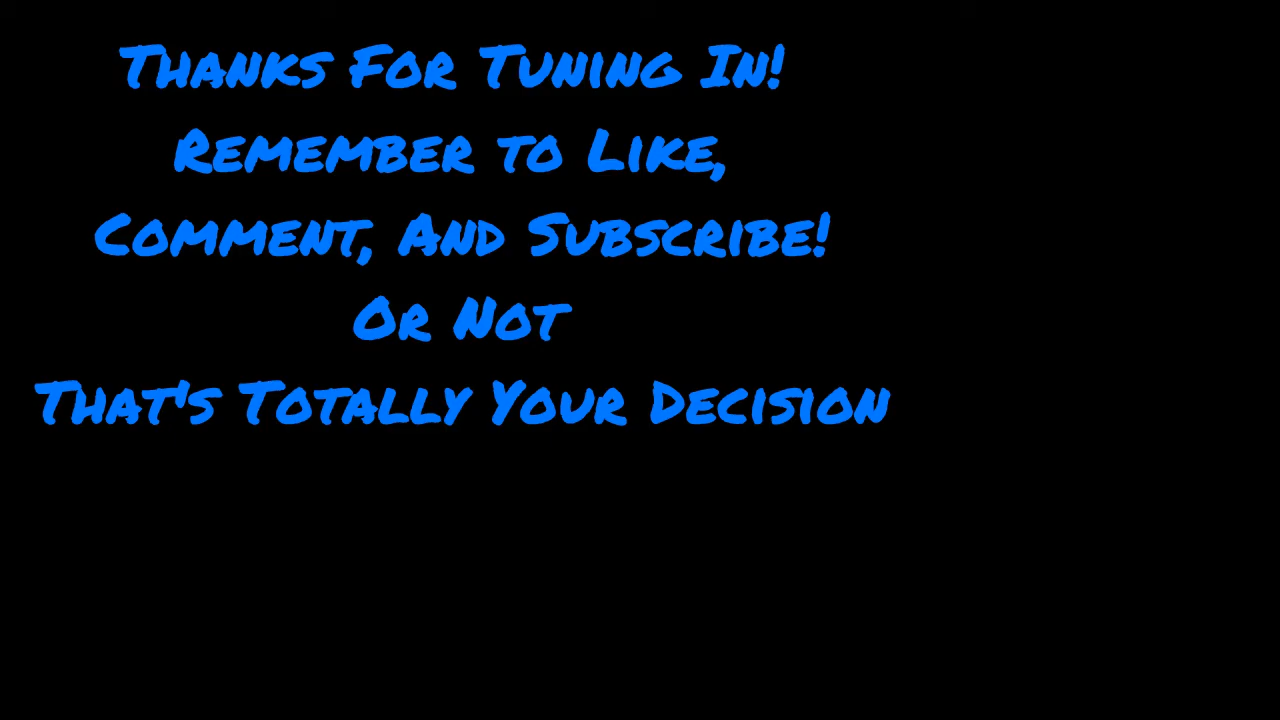 Thanks For Tuning In!
Remember to Like,
Comment, And Subscribe!
Or Not
That's Totally Your Decision